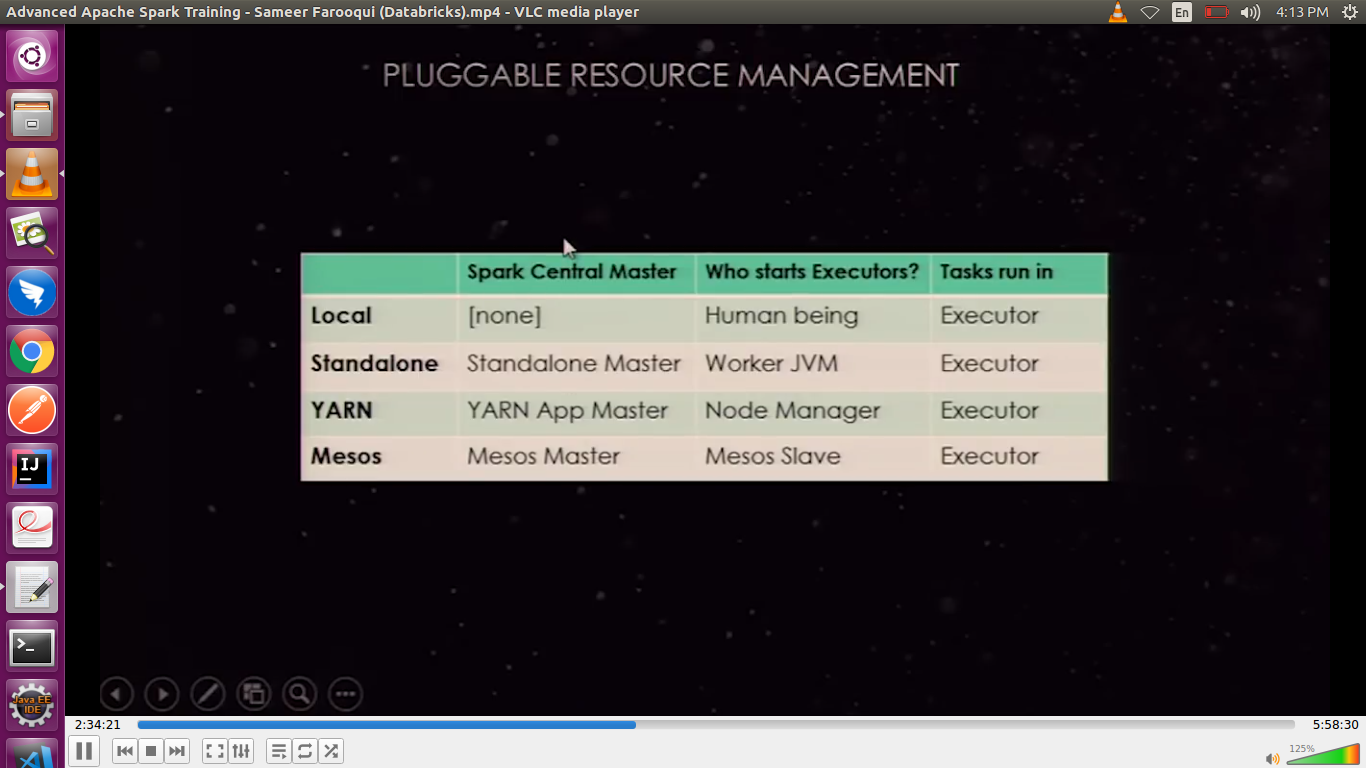 Advanced Apache Spark Training - Sameer Farooqui (Databricks).mp4 - VLC media player
En
4:13 PM
PLUGGABLE RESOURCE MANAGEMENT
Spark Central Master Who starts Executors? Tasks run in
Local [none] Human being Executor
Standalone Standalone Master Worker JVM Executor
YARN YARN App Master Node Manager Executor
Mesos Mesos Master Mesos Slave Executor
IJ
>_
Java EE
IDE
2:34:21
5:58:30
125%